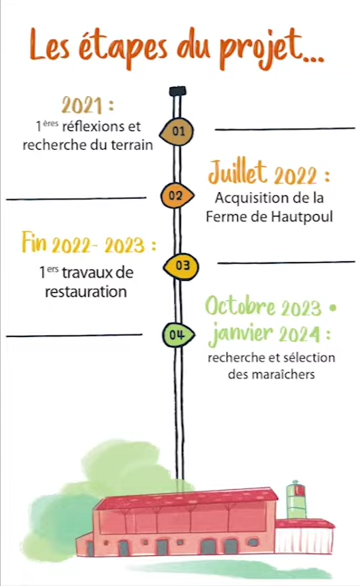 Les étapes du projet...
2021 :
1ères réflexions et
recherche du terrain
01
Juillet 2022 :
Acquisition de la
Ferme de Hautpoul
02
Fin 2022- 2023 :
1ers travaux de
restauration
03
Octobre 2023 •
janvier 2024 :
recherche et sélection
des maraîchers
04